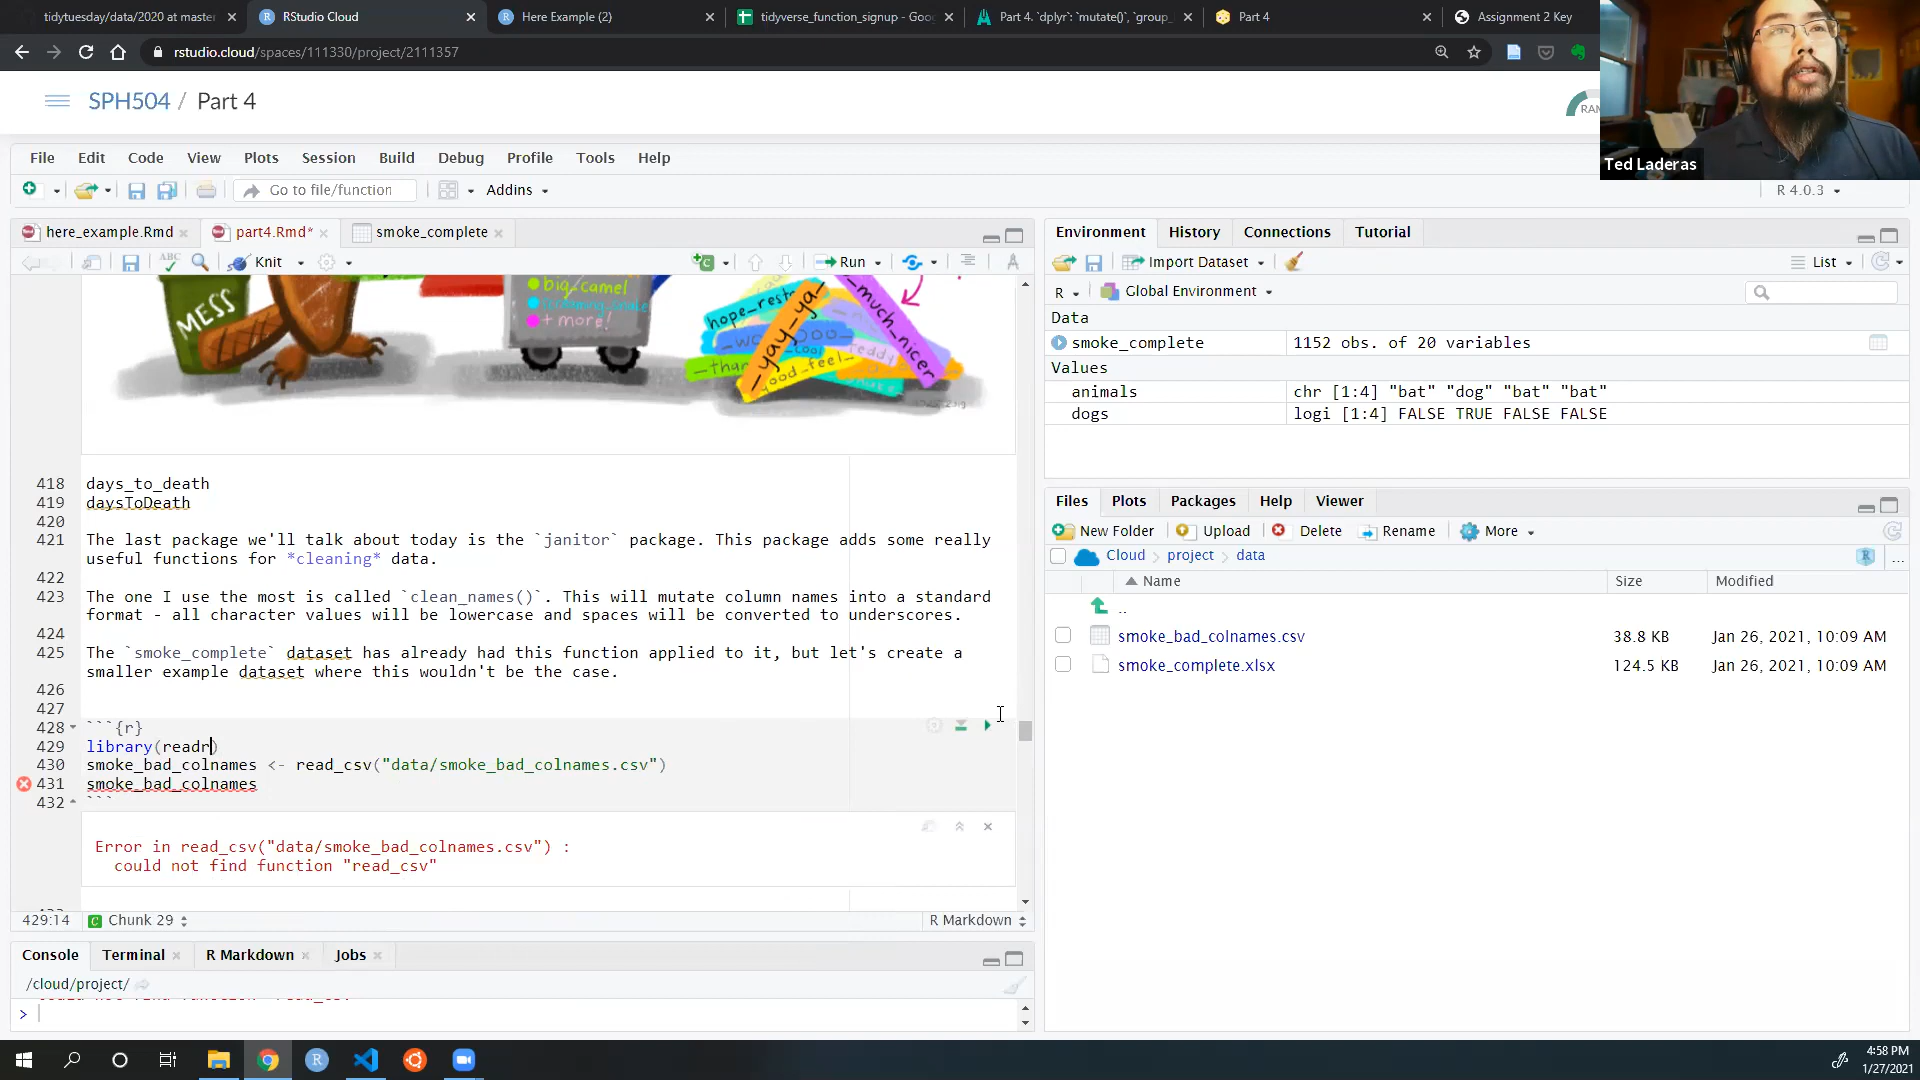 tidytuesday/data/2020 at master
RStudio Cloud
Here Example (2)
tidyverse_function_signup - Goo
Part 4. `dplyr`: `mutate()`, `group_
Part 4
Assignment 2 Key
rstudio.cloud/spaces/111330/project/2111357
SPH504 / Part 4
RAM
Ted Laderas
File Edit Code View Plots Session Build Debug Profile Tools Help
Go to file/function
Addins
R 4.0.3
here_example.Rmd
part4.Rmd*
smoke_complete
ABC
Knit
Run
MESS
big_camel
+ more!
hope_rest
_yay_ya_
_much_nicer
_reddy
good_feel_
418 days_to_death
419 daysToDeath
420
421 The last package we'll talk about today is the `janitor` package. This package adds some really
useful functions for *cleaning* data.
422
423 The one I use the most is called `clean_names()`. This will mutate column names into a standard
format - all character values will be lowercase and spaces will be converted to underscores.
424
425 The `smoke_complete` dataset has already had this function applied to it, but let's create a
smaller example dataset where this wouldn't be the case.
426
427
428 ```{r}
429 library(readr)
430 smoke_bad_colnames <- read_csv("data/smoke_bad_colnames.csv")
431 smoke_bad_colnames
432 ```
Error in read_csv("data/smoke_bad_colnames.csv") :
could not find function "read_csv"
429:14 Chunk 29 R Markdown
Console Terminal R Markdown Jobs
/cloud/project/
>
Environment History Connections Tutorial
Import Dataset
List
R Global Environment
Data
smoke_complete 1152 obs. of 20 variables
Values
animals chr [1:4] "bat" "dog" "bat" "bat"
dogs logi [1:4] FALSE TRUE FALSE FALSE
Files Plots Packages Help Viewer
New Folder Upload Delete Rename More
Cloud project data
R
...
Name Size Modified
..
smoke_bad_colnames.csv 38.8 KB Jan 26, 2021, 10:09 AM
smoke_complete.xlsx 124.5 KB Jan 26, 2021, 10:09 AM
4:58 PM
1/27/2021